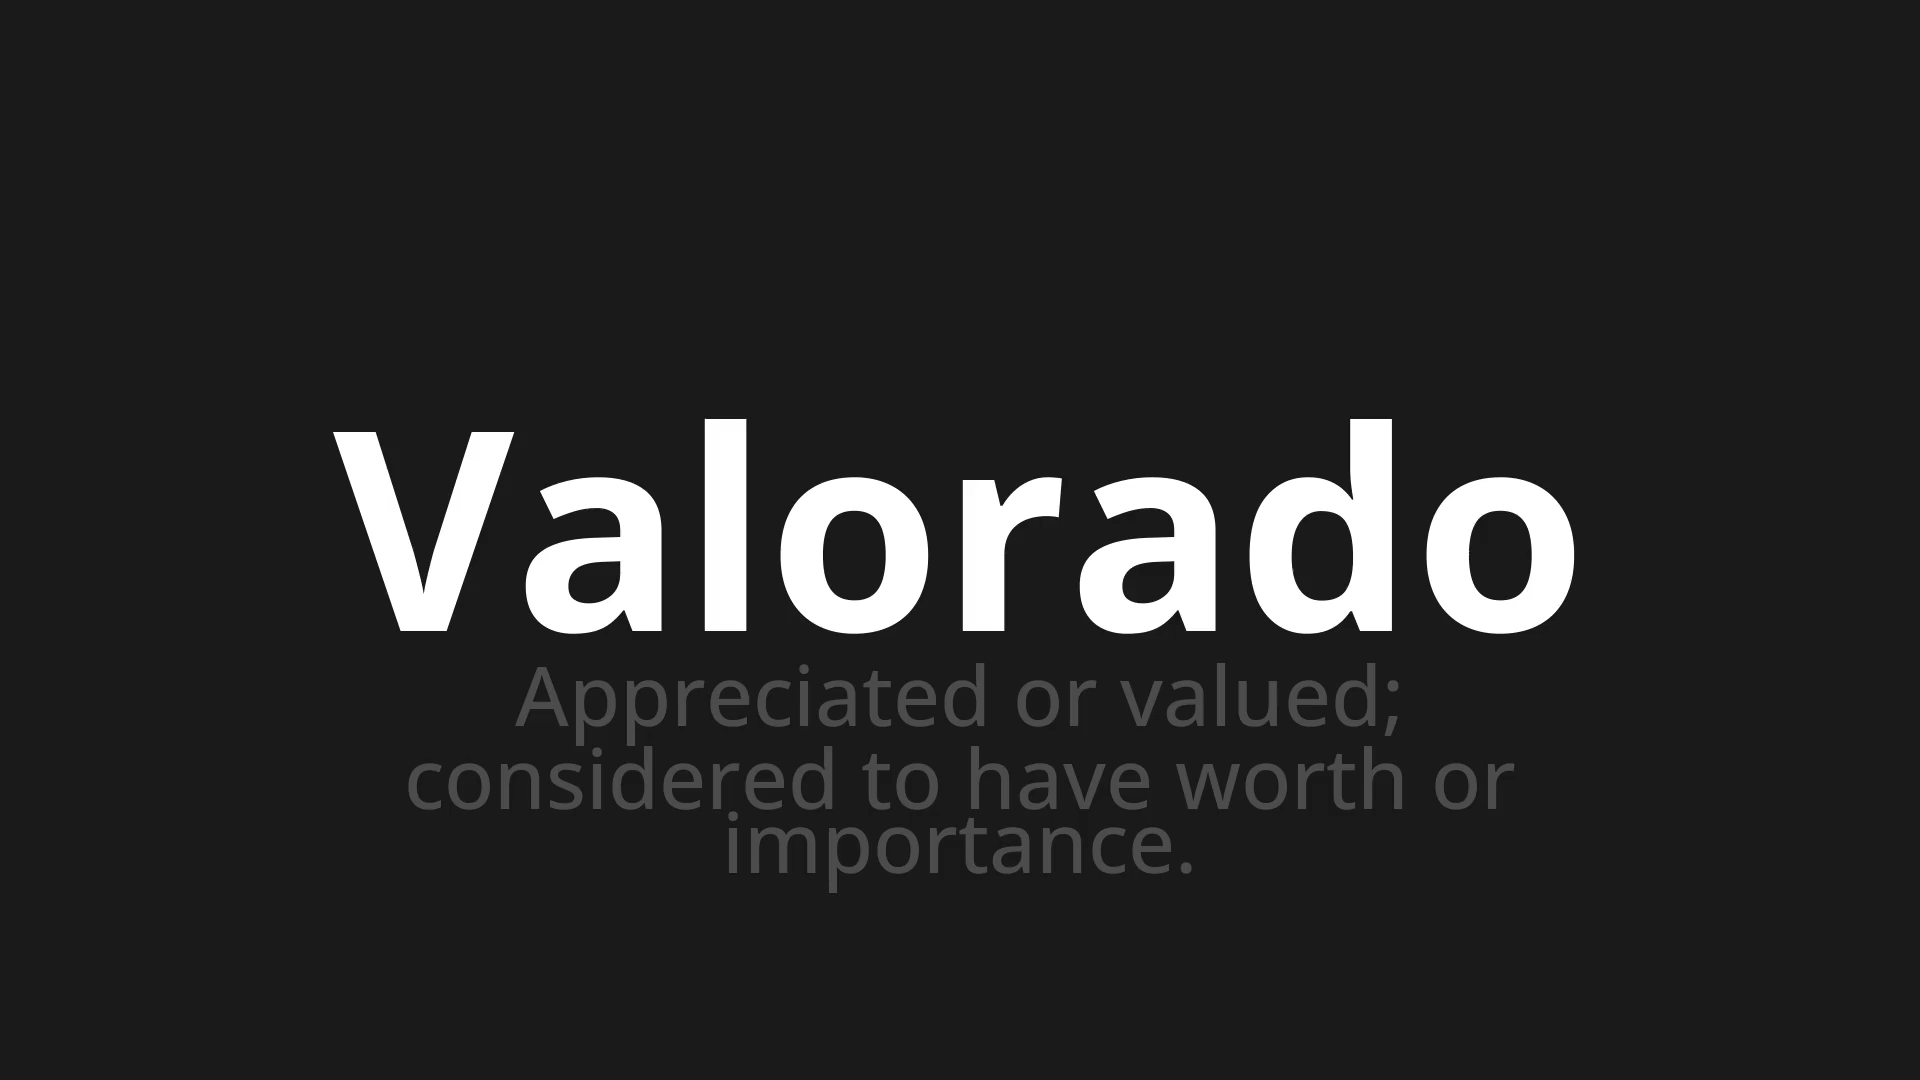 Valorado
Appreciated or valued;
considered to have worth or
importance.